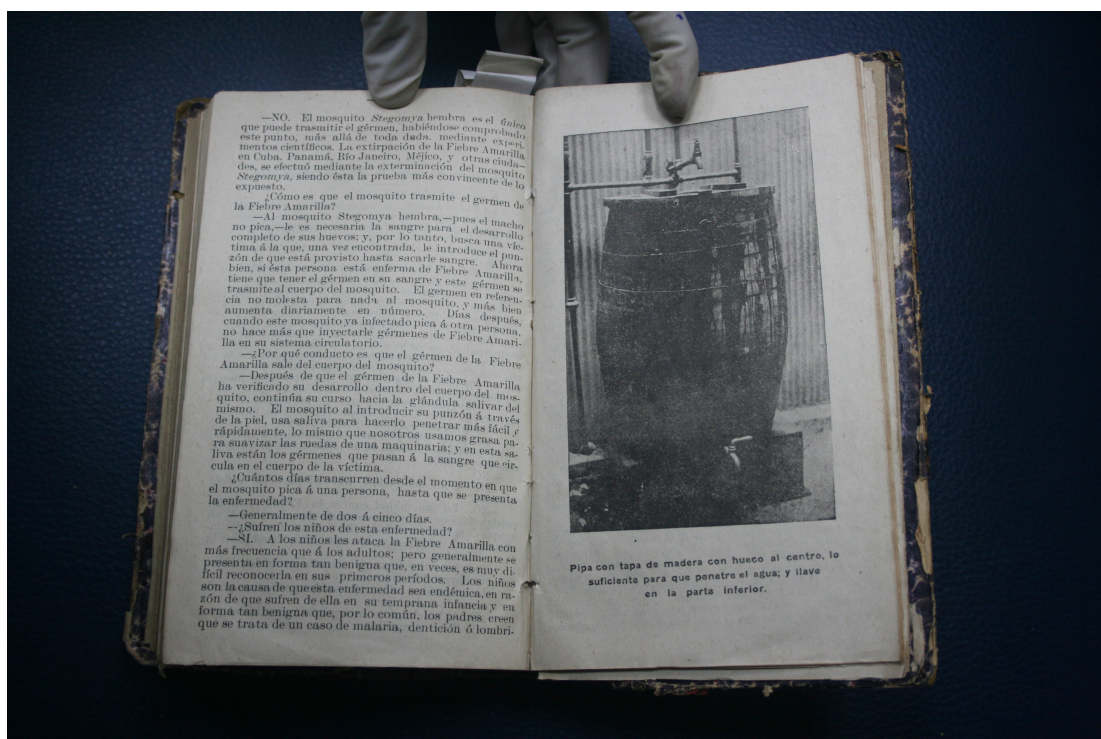 —NO. El mosquito Stegomya hembra es el único
que puede trasmitir el gérmen, habiéndose comprobado
este punto, más allá de toda duda, mediante experi-
mentos científicos. La extirpación de la Fiebre Amarilla
en Cuba, Panamá, Río Janeiro, Méjico, y otras ciuda-
des, se efectuó mediante la exterminación del mosquito
Stegomya, siendo ésta la prueba más convincente de lo
expuesto.
¿Cómo es que el mosquito trasmite el germen de
la Fiebre Amarilla?
—Al mosquito Stegomya hembra,—pues el macho
no pica,—le es necesaria la sangre para el desarrollo
completo de sus huevos; y, por lo tanto, busca una víc-
tima á la que, una vez encontrada, le introduce el pun-
zón de que está provisto hasta sacarle sangre. Ahora
bien, si ésta persona está enferma de Fiebre Amarilla,
tiene que tener el gérmen en su sangre y este gérmen se
trasmite al cuerpo del mosquito. El germen en referen-
cia no molesta para nada al mosquito, y más bien
aumenta diariamente en número. Días después,
cuando este mosquito ya infectado pica á otra persona,
no hace más que inyectarle gérmenes de Fiebre Amari-
lla en su sistema circulatorio.
—¿Por qué conducto es que el gérmen de la Fiebre
Amarilla sale del cuerpo del mosquito?
—Después de que el gérmen de la Fiebre Amarilla
ha verificado su desarrollo dentro del cuerpo del mos-
quito, continúa su curso hacia la glándula salivar del
mismo. El mosquito al introducir su punzón á través
de la piel, usa saliva para hacerlo penetrar más fácil y
rápidamente, lo mismo que nosotros usamos grasa pa-
ra suavizar las ruedas de una maquinaria; y en esta sa-
liva están los gérmenes que pasan á la sangre que cir-
cula en el cuerpo de la víctima.
¿Cuántos días transcurren desde el momento en que
el mosquito pica á una persona, hasta que se presenta
la enfermedad?
—Generalmente de dos á cinco días.
—¿Sufren los niños de esta enfermedad?
—SI. A los niños les ataca la Fiebre Amarilla con
más frecuencia que á los adultos; pero generalmente se
presenta en forma tan benigna que, en veces, es muy di-
fícil reconocerla en sus primeros períodos. Los niños
son la causa de que esta enfermedad sea endémica, en ra-
zón de que sufren de ella en su temprana infancia y en
forma tan benigna que, por lo común, los padres creen
que se trata de un caso de malaria, dentición ó lombri-
Pipa con tapa de madera con hueco al centro, lo
suficiente para que penetre el agua; y llave
en la parte inferior.